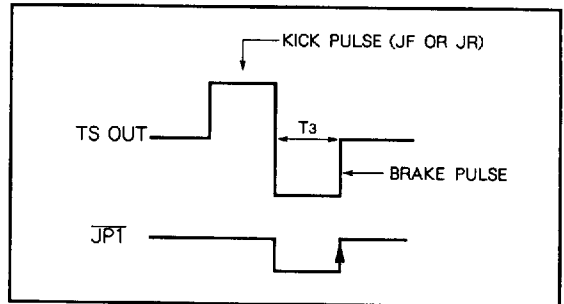 KICK PULSE (JF OR JR)
TS OUT
T3
BRAKE PULSE
JP1